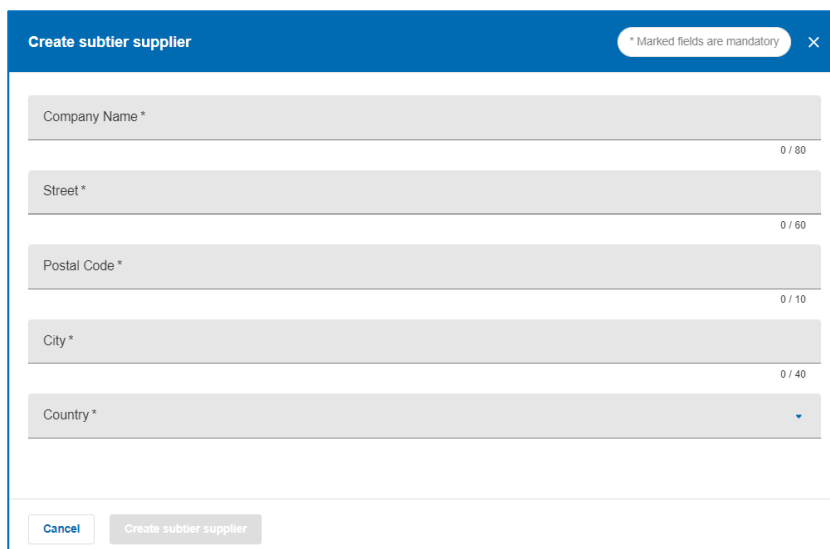 Create subtier supplier
* Marked fields are mandatory
Company Name *
0 / 80
Street *
0 / 60
Postal Code *
0 / 10
City *
0 / 40
Country *
Cancel
Create subtier supplier